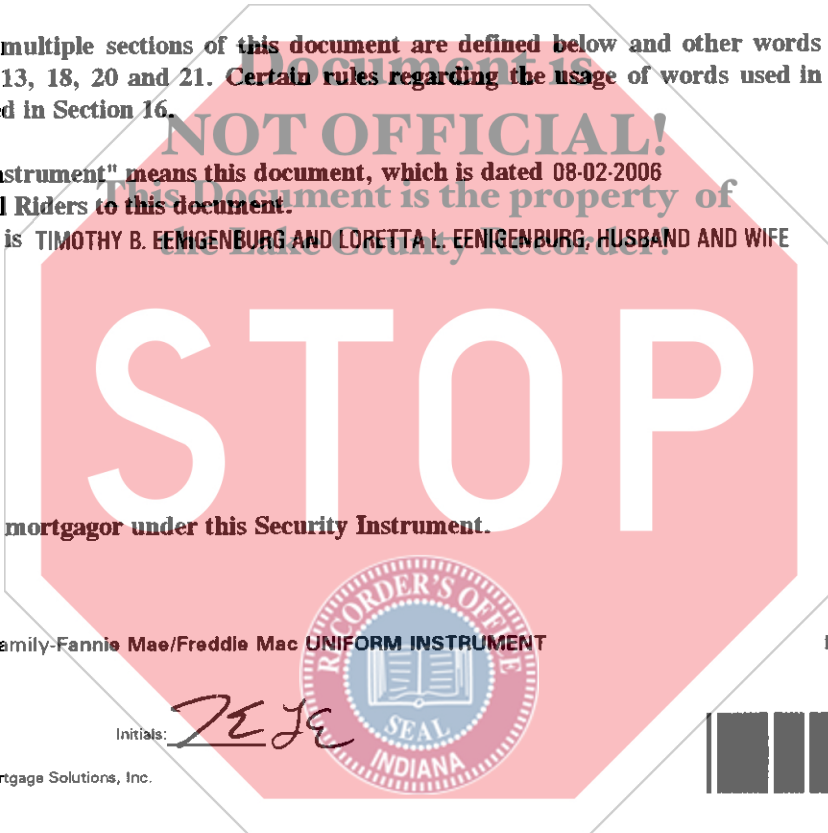 multiple sections of this document are defined below and other words
Document is
13, 18, 20 and 21. Certain rules regarding the usage of words used in
d in Section 16.
NOT OFFICIAL!
strument" means this document, which is dated 08-02-2006
This Document is the property of
l Riders to this document.
is TIMOTHY B. EENIGENBURG AND LORETTA L. EENIGENBURG, HUSBAND AND WIFE
the Lake County Recorder!
STOP
mortgagor under this Security Instrument.
RECORDER'S OFFICE
amily-Fannie Mae/Freddie Mac UNIFORM INSTRUMENT
Initials: TE LE
SEAL
INDIANA
rtgage Solutions, Inc.